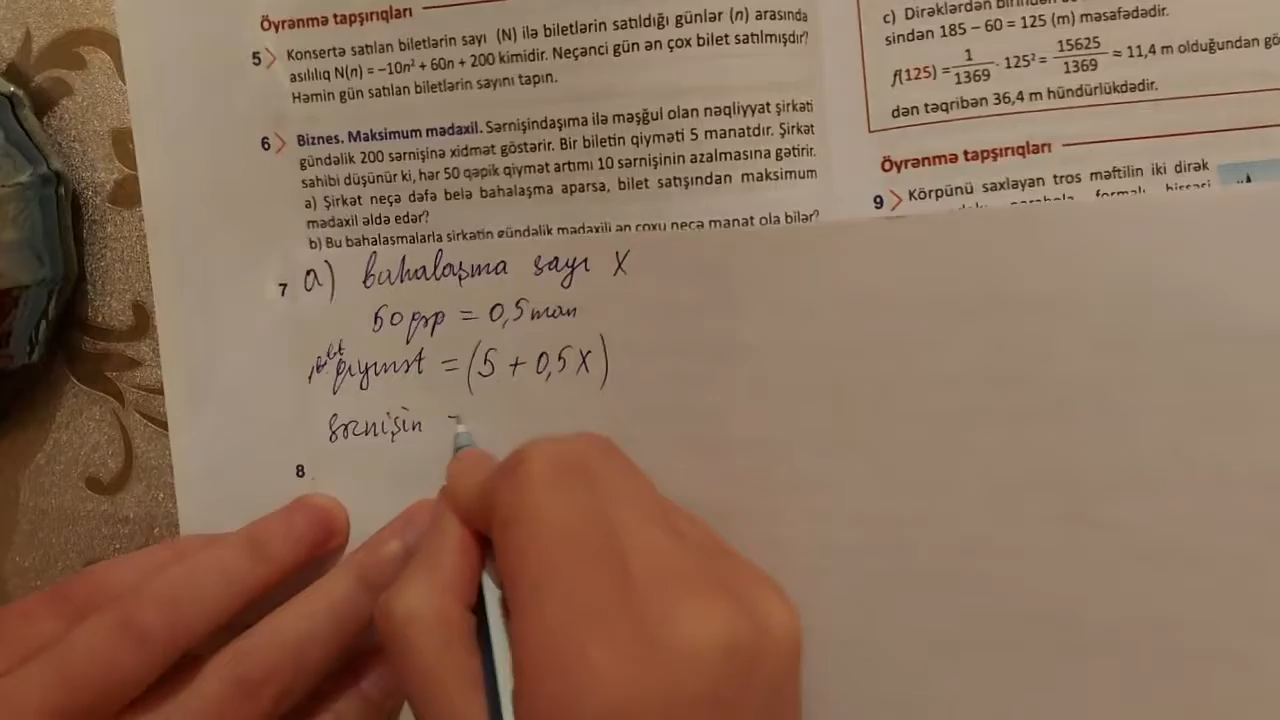 Öyrənmə tapşırıqları
5 Konsertə satılan biletlərin sayı (N) ilə biletlərin satıldığı günlər (n) arasında
asılılıq N(n) = –10n² + 60n + 200 kimidir. Neçənci gün ən çox bilet satılmışdır?
Həmin gün satılan biletlərin sayını tapın.
6 Biznes. Maksimum mədaxil. Sərnişindaşıma ilə məşğul olan nəqliyyat şirkəti
gündəlik 200 sərnişinə xidmət göstərir. Bir biletin qiyməti 5 manatdır. Şirkət
sahibi düşünür ki, hər 50 qəpik qiymət artımı 10 sərnişinin azalmasına gətirir.
a) Şirkət neçə dəfə belə bahalaşma aparsa, bilet satışından maksimum
mədaxil əldə edər?
b) Bu bahalaşmalarla şirkətin gündəlik mədaxili ən çoxu neçə manat ola bilər?
7 a) bahalaşma sayı X
50 qəp = 0,5 man
bilet qiymət = (5 + 0,5X)
sərnişin
8
c) Dirəklərdən
sindən 185 – 60 = 125 (m) məsafədədir.
f(125) = 1/1369 · 125² = 15625/1369 ≈ 11,4 m olduğundan
dən təqribən 36,4 m hündürlükdədir.
Öyrənmə tapşırıqları
9 Körpünü saxlayan tros məftilin iki dirək
parabola formalı hissəsi